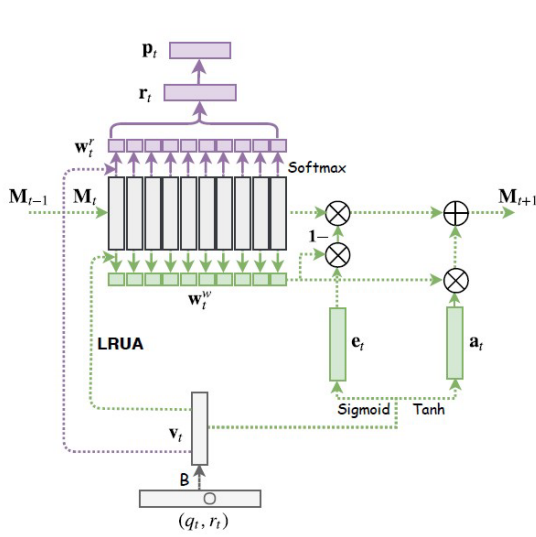 p_t
r_t
w_t^r
Softmax
M_{t-1}
M_t
M_{t+1}
1−
w_t^w
LRUA
e_t
a_t
Sigmoid
Tanh
v_t
B
(q_t, r_t)